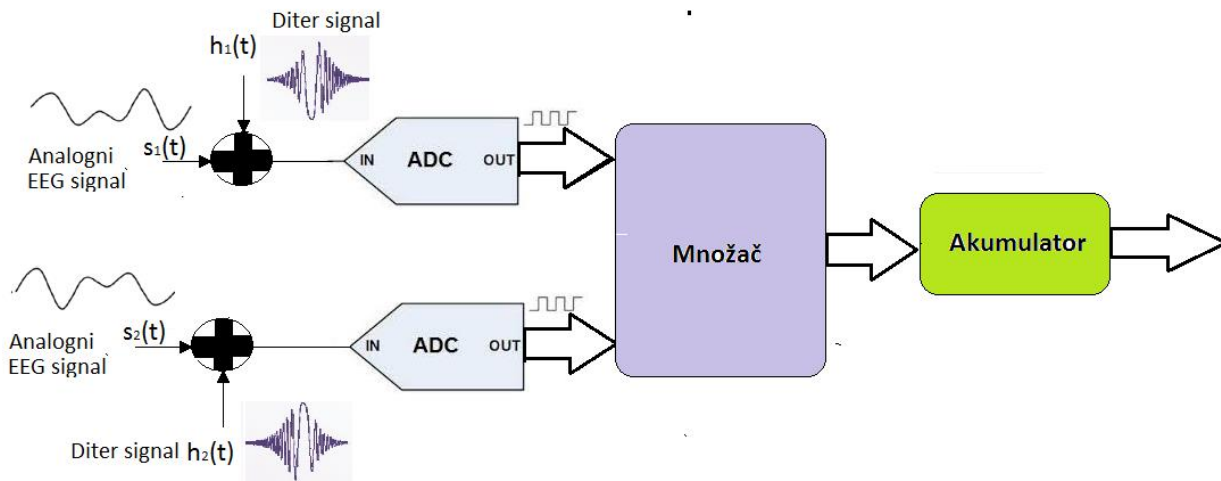 Diter signal
h₁(t)
Analogni
EEG signal
s₁(t)
IN ADC OUT
Množač
Akumulator
Analogni
EEG signal
s₂(t)
IN ADC OUT
Diter signal h₂(t)